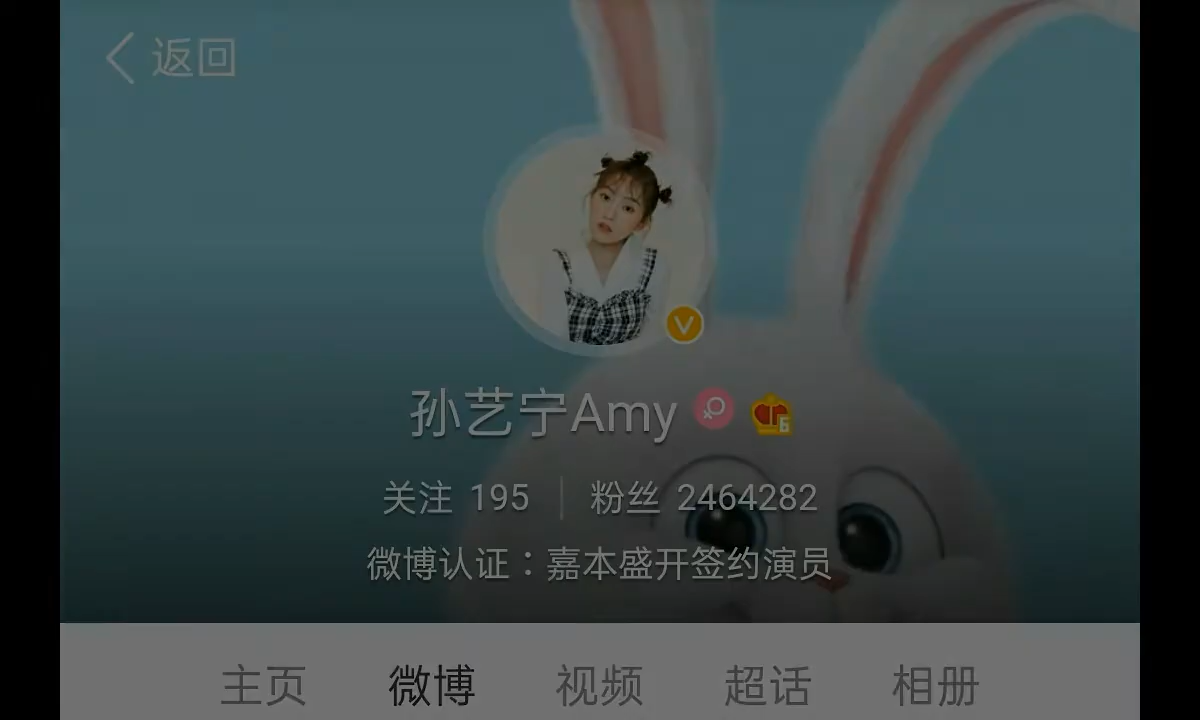 返回
孙艺宁Amy 6
关注 195 粉丝 2464282
微博认证：嘉本盛开签约演员
主页 微博 视频 超话 相册